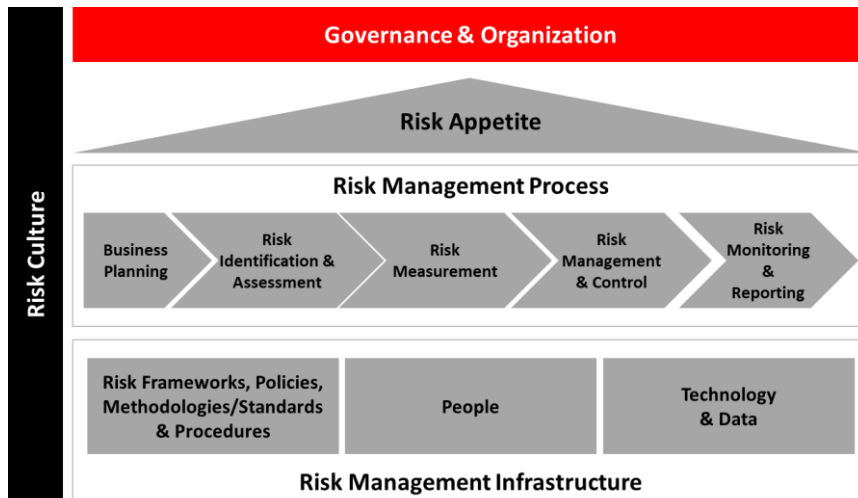 Risk Culture
Governance & Organization
Risk Appetite
Risk Management Process
Business
Planning
Risk
Identification &
Assessment
Risk
Measurement
Risk
Management
& Control
Risk
Monitoring
&
Reporting
Risk Frameworks, Policies,
Methodologies/Standards
& Procedures
People
Technology
& Data
Risk Management Infrastructure